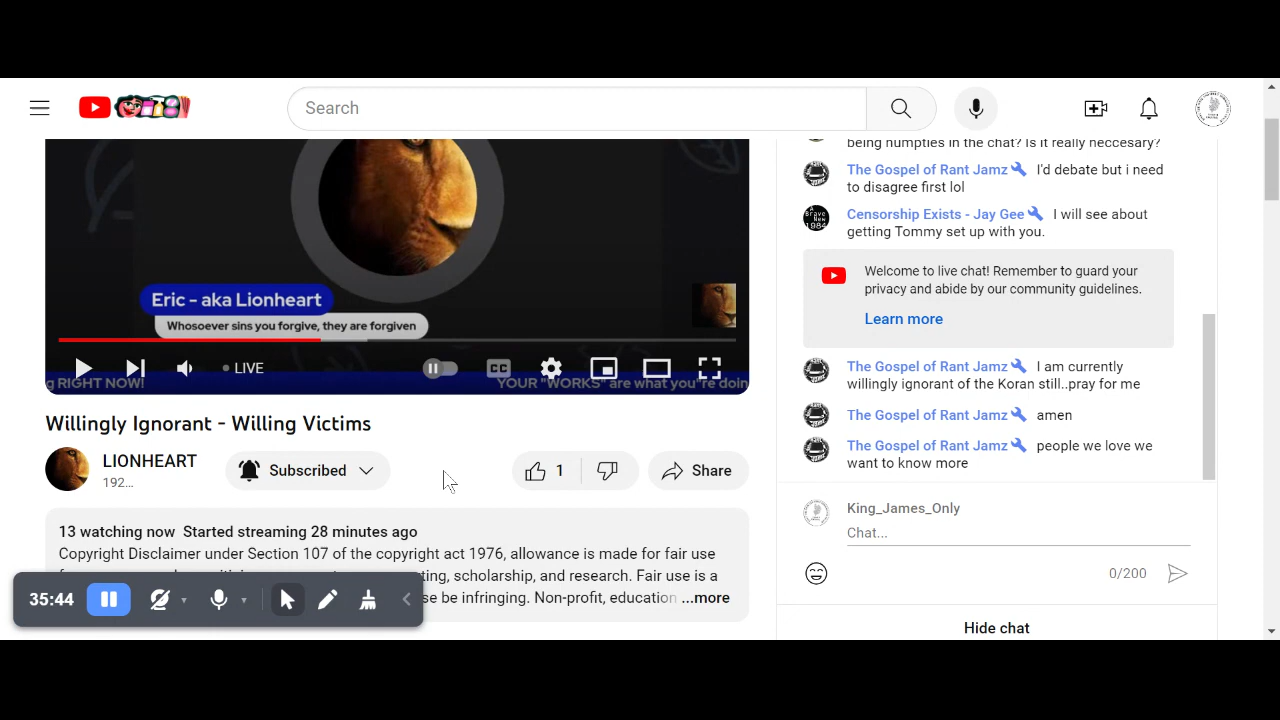 Search
being numpties in the chat? Is it really neccesary?
The Gospel of Rant Jamz I'd debate but i need
to disagree first lol
Censorship Exists - Jay Gee I will see about
getting Tommy set up with you.
Welcome to live chat! Remember to guard your
privacy and abide by our community guidelines.
Learn more
The Gospel of Rant Jamz I am currently
willingly ignorant of the Koran still..pray for me
The Gospel of Rant Jamz amen
The Gospel of Rant Jamz people we love we
want to know more
King_James_Only
Chat...
0/200
Hide chat
Eric - aka Lionheart
Whosoever sins you forgive, they are forgiven
LIVE
CC
g RIGHT NOW!
YOUR "WORKS" are what you're doin
Willingly Ignorant - Willing Victims
LIONHEART
192...
Subscribed
1
Share
13 watching now Started streaming 28 minutes ago
Copyright Disclaimer under Section 107 of the copyright act 1976, allowance is made for fair use
ting, scholarship, and research. Fair use is a
se be infringing. Non-profit, education ...more
35:44